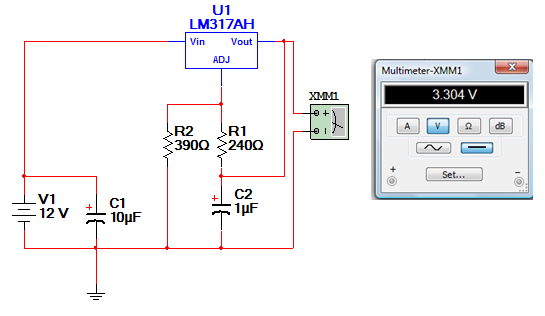 U1
LM317AH
Vin
Vout
ADJ
XMM1
+
R2
390Ω
R1
240Ω
V1
12 V
+
C1
10µF
+
C2
1µF
Multimeter-XMM1
3.304 V
A
V
Ω
dB
+
Set...
-